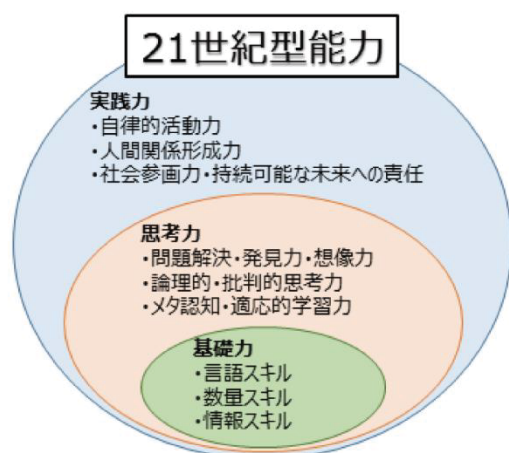 21世紀型能力
実践力
・自律的活動力
・人間関係形成力
・社会参画力・持続可能な未来への責任
思考力
・問題解決・発見力・想像力
・論理的・批判的思考力
・メタ認知・適応的学習力
基礎力
・言語スキル
・数量スキル
・情報スキル